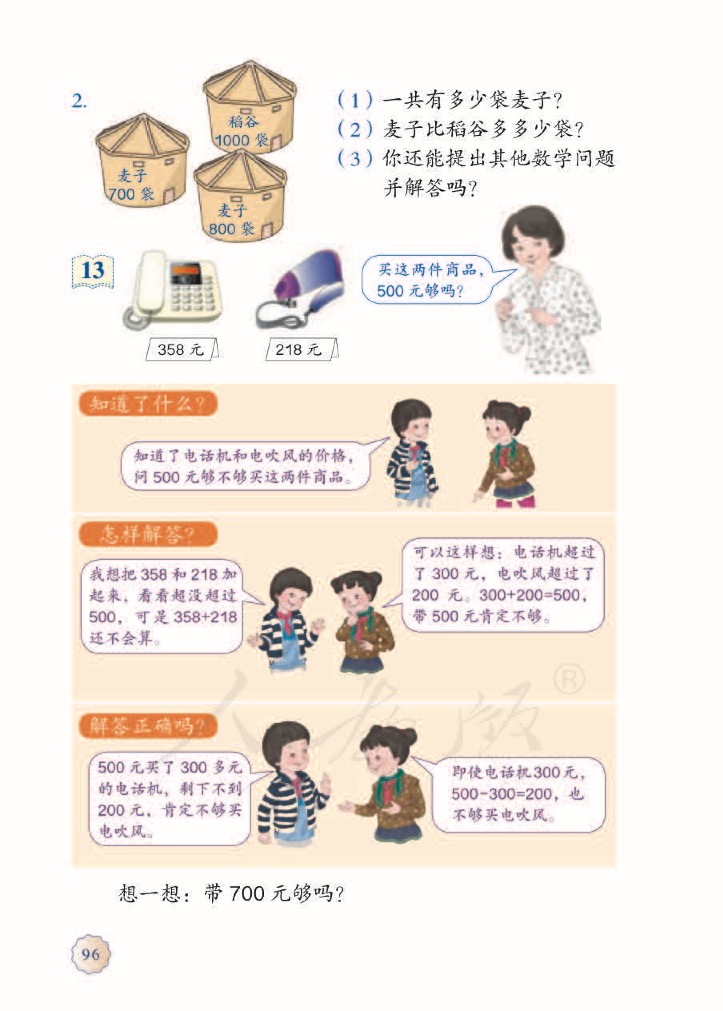 2.
稻谷
1000 袋
麦子
700 袋
麦子
800 袋
（1）一共有多少袋麦子？
（2）麦子比稻谷多多少袋？
（3）你还能提出其他数学问题
并解答吗？
13
358 元
218 元
买这两件商品，
500 元够吗？
知道了什么？
知道了电话机和电吹风的价格，
问 500 元够不够买这两件商品。
怎样解答？
我想把 358 和 218 加
起来，看看超没超过
500，可是 358+218
还不会算。
可以这样想：电话机超过
了 300 元，电吹风超过了
200 元。300+200=500，
带 500 元肯定不够。
解答正确吗？
500 元买了 300 多元
的电话机，剩下不到
200 元，肯定不够买
电吹风。
即使电话机300元，
500-300=200，也
不够买电吹风。
人教版®
想一想：带 700 元够吗？
96